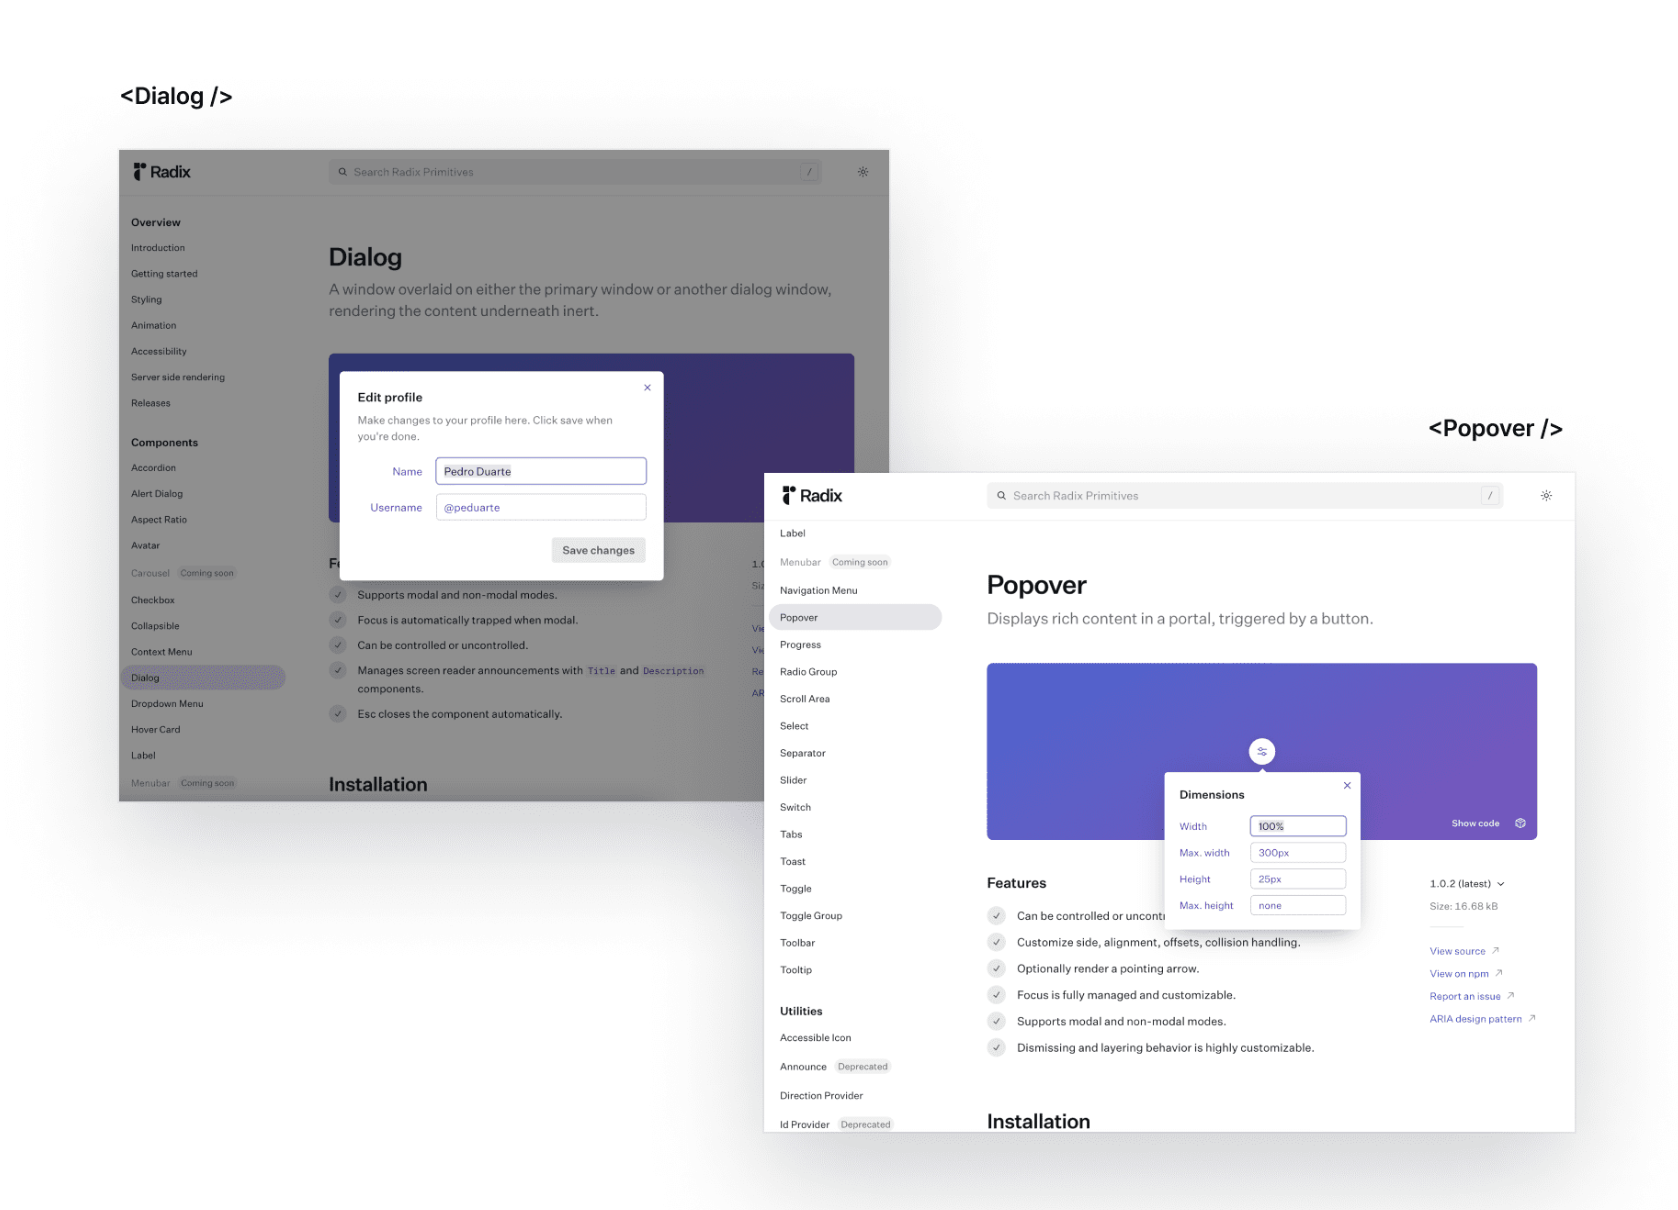 <Dialog />
Radix
Search Radix Primitives
/
Overview
Introduction
Getting started
Styling
Animation
Accessibility
Server side rendering
Releases
Components
Accordion
Alert Dialog
Aspect Ratio
Avatar
Carousel Coming soon
Checkbox
Collapsible
Context Menu
Dialog
Dropdown Menu
Hover Card
Label
Menubar Coming soon
Dialog
A window overlaid on either the primary window or another dialog window,
rendering the content underneath inert.
Edit profile
Make changes to your profile here. Click save when
you're done.
Name Pedro Duarte
Username @peduarte
Save changes
Supports modal and non-modal modes.
Focus is automatically trapped when modal.
Can be controlled or uncontrolled.
Manages screen reader announcements with Title and Description
components.
Esc closes the component automatically.
Installation
<Popover />
Radix
Search Radix Primitives
/
Label
Menubar Coming soon
Navigation Menu
Popover
Progress
Radio Group
Scroll Area
Select
Separator
Slider
Switch
Tabs
Toast
Toggle
Toggle Group
Toolbar
Tooltip
Utilities
Accessible Icon
Announce Deprecated
Direction Provider
Id Provider Deprecated
Popover
Displays rich content in a portal, triggered by a button.
Dimensions
Width 100%
Max. width 300px
Height 25px
Max. height none
Show code
Features
Can be controlled or uncont
Customize side, alignment, offsets, collision handling.
Optionally render a pointing arrow.
Focus is fully managed and customizable.
Supports modal and non-modal modes.
Dismissing and layering behavior is highly customizable.
1.0.2 (latest)
Size: 16.68 kB
View source
View on npm
Report an issue
ARIA design pattern
Installation